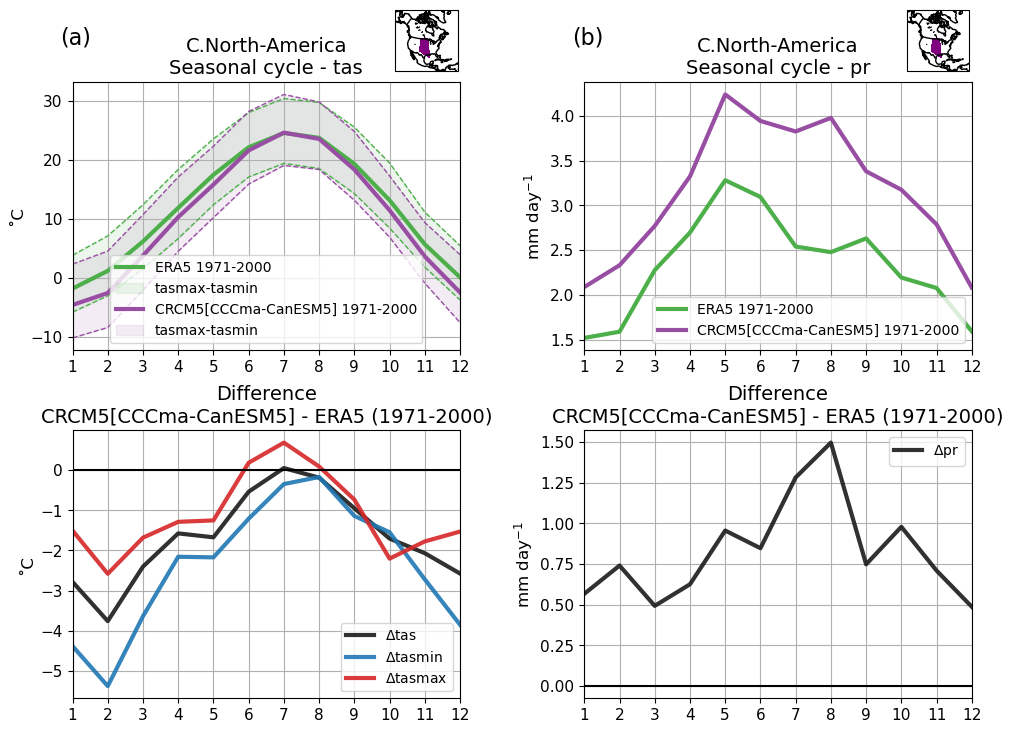 (a)
C.North-America
Seasonal cycle - tas
30
20
10
0
−10
˚C
ERA5 1971-2000
tasmax-tasmin
CRCM5[CCCma-CanESM5] 1971-2000
tasmax-tasmin
1 2 3 4 5 6 7 8 9 10 11 12
(b)
C.North-America
Seasonal cycle - pr
4.0
3.5
3.0
2.5
2.0
1.5
mm day⁻¹
ERA5 1971-2000
CRCM5[CCCma-CanESM5] 1971-2000
1 2 3 4 5 6 7 8 9 10 11 12
Difference
CRCM5[CCCma-CanESM5] - ERA5 (1971-2000)
0
−1
−2
−3
−4
−5
˚C
Δtas
Δtasmin
Δtasmax
1 2 3 4 5 6 7 8 9 10 11 12
Difference
CRCM5[CCCma-CanESM5] - ERA5 (1971-2000)
1.50
1.25
1.00
0.75
0.50
0.25
0.00
mm day⁻¹
Δpr
1 2 3 4 5 6 7 8 9 10 11 12